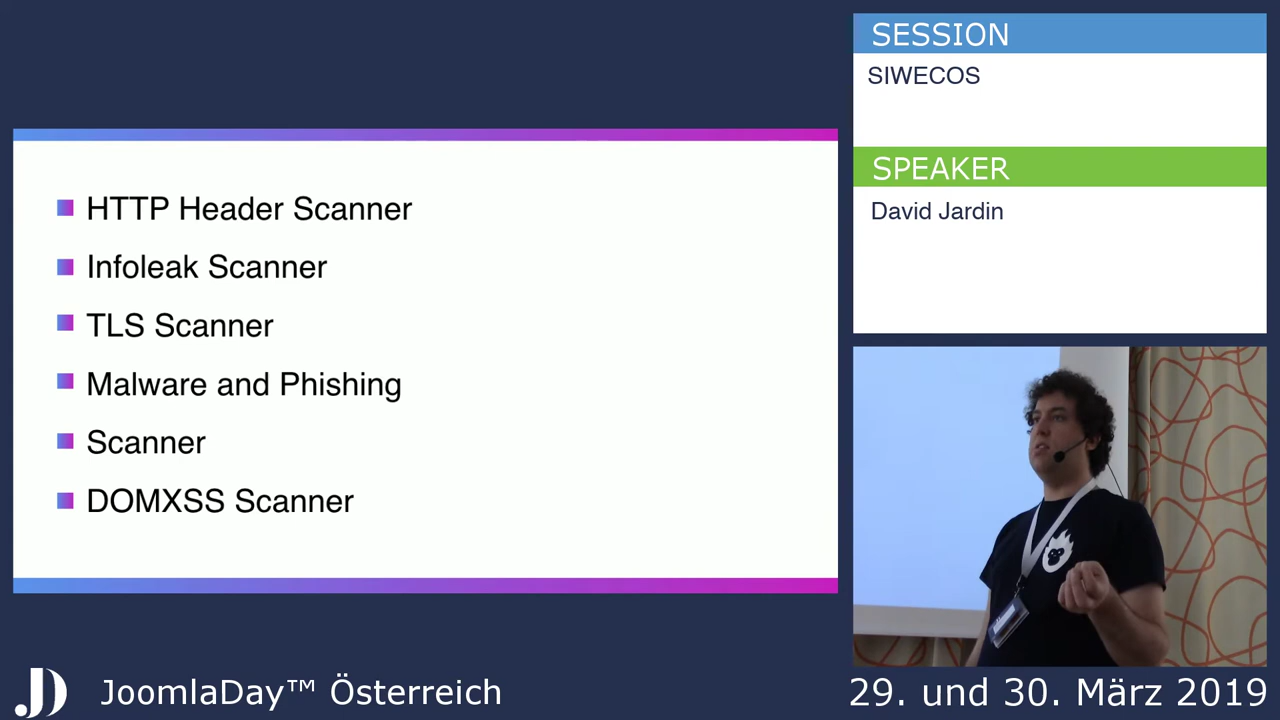 HTTP Header Scanner
Infoleak Scanner
TLS Scanner
Malware and Phishing
Scanner
DOMXSS Scanner
SESSION
SIWECOS
SPEAKER
David Jardin
JoomlaDay™ Österreich
29. und 30. März 2019